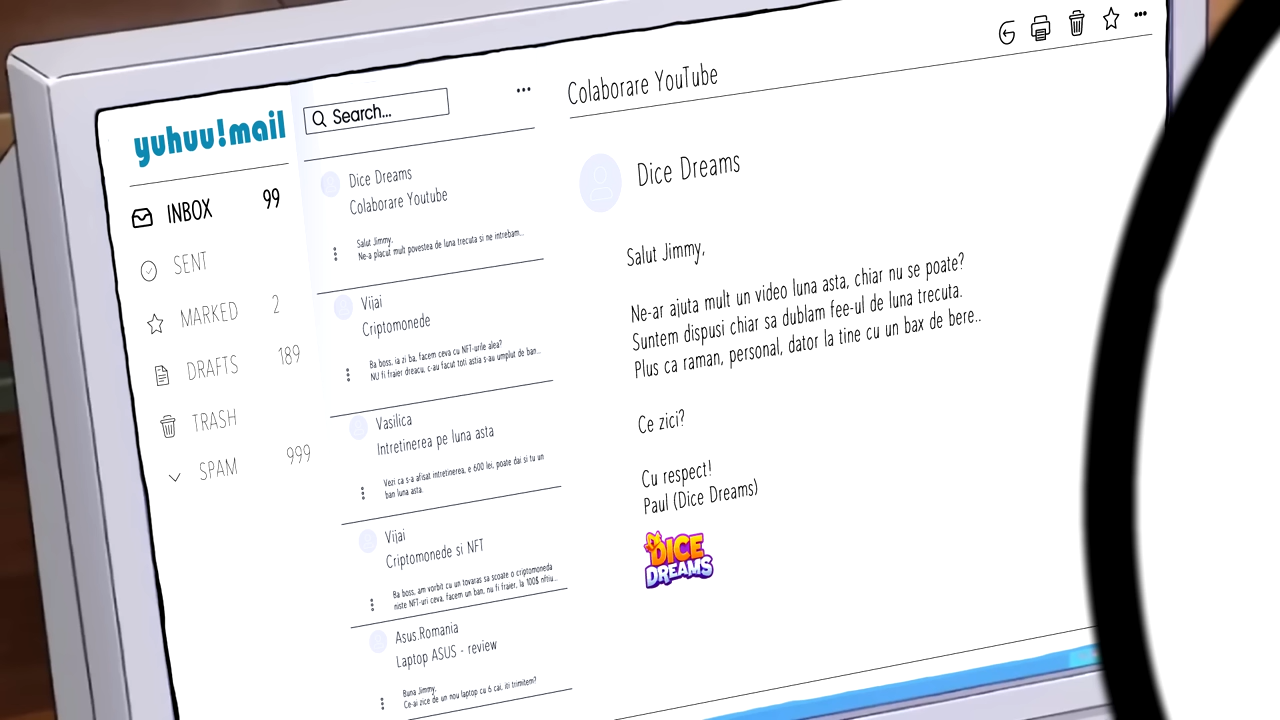 yuhuu!mail
INBOX 99
SENT
MARKED 2
DRAFTS 189
TRASH
SPAM 999
Search...
Dice Dreams
Colaborare Youtube
Salut Jimmy,
Ne-a placut mult povestea de luna trecuta si ne intrebam...
Vijai
Criptomonede
Ba boss, ia zi ba, facem ceva cu NFT-urile alea?
NU fi fraier dreacu, c-au facut toti astia s-au umplut de ban...
Vasilica
Intretinerea pe luna asta
Vezi ca s-a afisat intretinerea, e 600 lei, poate dai si tu un
ban luna asta.
Vijai
Criptomonede si NFT
Ba boss, am vorbit cu un tovaras sa scoate o criptomoneda
niste NFT-uri ceva, facem un ban, nu fi fraier, la 100$ nftiu...
Asus.Romania
Laptop ASUS - review
Buna Jimmy,
Ce-ai zice de un nou laptop cu 6 cai, iti trimitem?
Colaborare YouTube
Dice Dreams
Salut Jimmy,
Ne-ar ajuta mult un video luna asta, chiar nu se poate?
Suntem dispusi chiar sa dublam fee-ul de luna trecuta.
Plus ca raman, personal, dator la tine cu un bax de bere..
Ce zici?
Cu respect!
Paul (Dice Dreams)
DICE
DREAMS